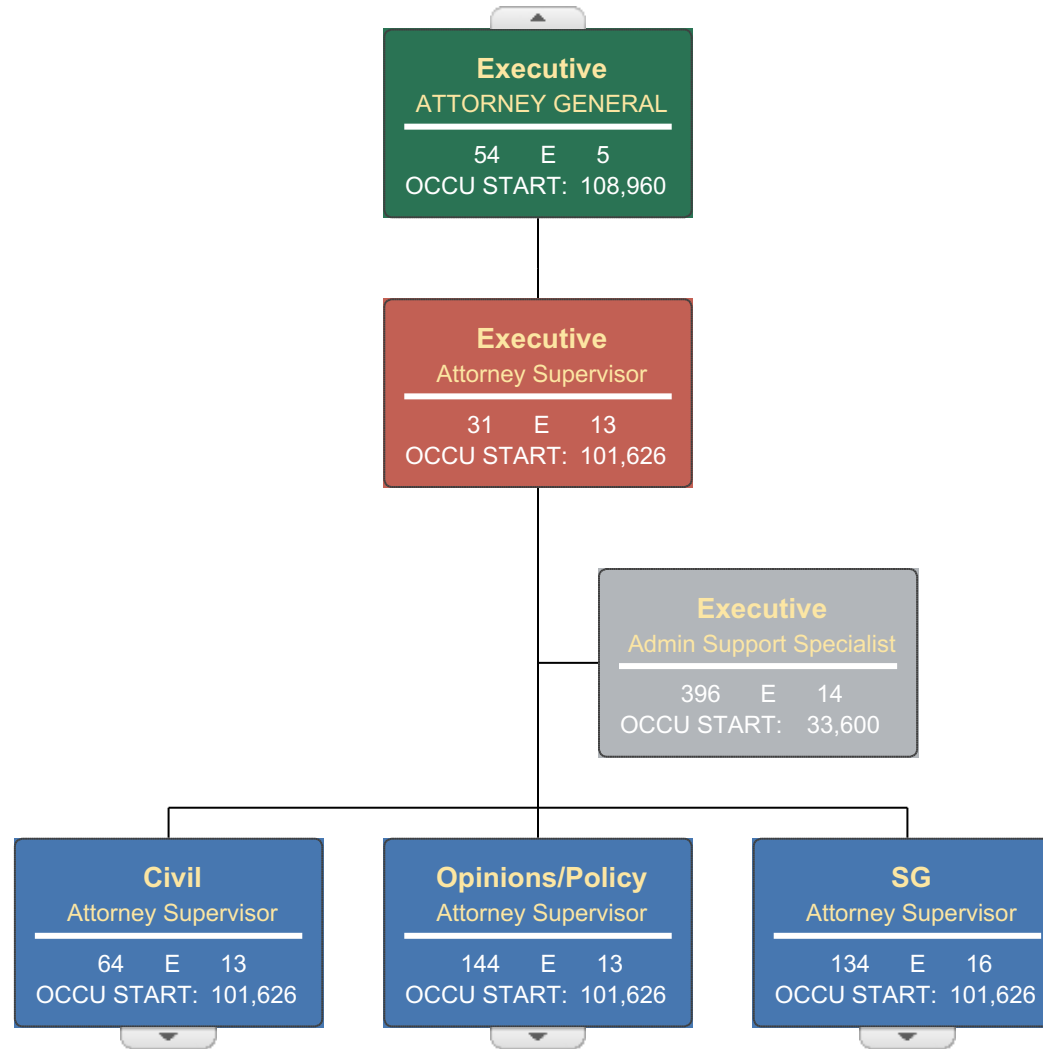 Executive
ATTORNEY GENERAL
54 E 5
OCCU START: 108,960
Executive
Attorney Supervisor
31 E 13
OCCU START: 101,626
Executive
Admin Support Specialist
396 E 14
OCCU START: 33,600
Civil
Attorney Supervisor
64 E 13
OCCU START: 101,626
Opinions/Policy
Attorney Supervisor
144 E 13
OCCU START: 101,626
SG
Attorney Supervisor
134 E 16
OCCU START: 101,626